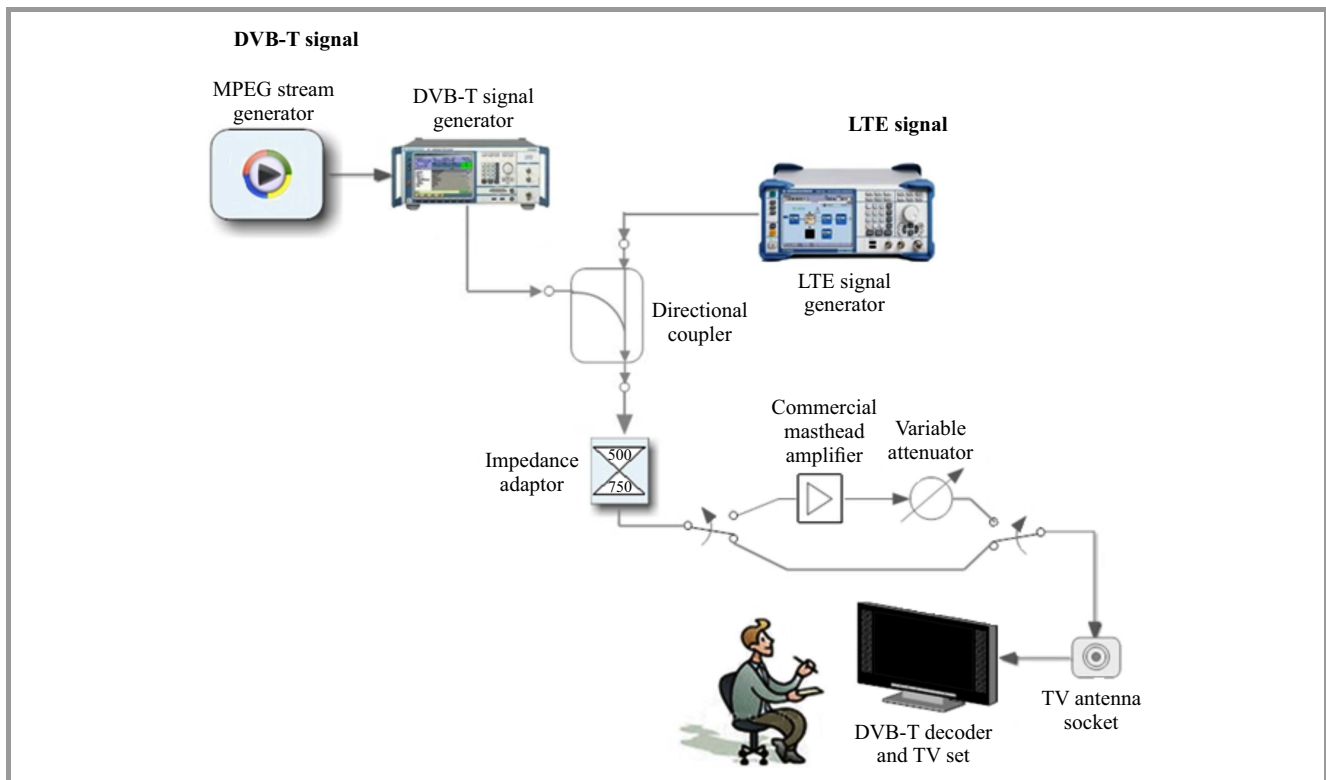 DVB-T signal
MPEG stream
generator
DVB-T signal
generator
LTE signal
LTE signal
generator
Directional
coupler
Commercial
masthead
amplifier
Variable
attenuator
Impedance
adaptor
500
750
TV antenna
socket
DVB-T decoder
and TV set